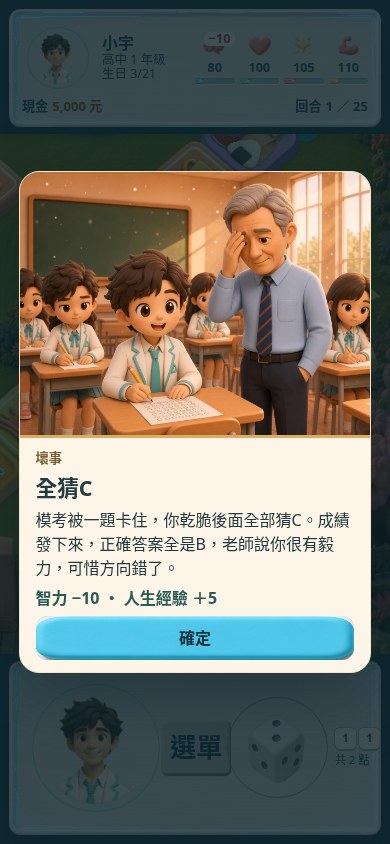 小宇
高中 1 年級
生日 3/21
−10
80
100
105
110
現金 5,000 元
回合 1 ／ 25
壞事
全猜C
模考被一題卡住，你乾脆後面全部猜C。成績
發下來，正確答案全是B，老師說你很有毅
力，可惜方向錯了。
智力 −10 ・ 人生經驗 ＋5
確定
選單
1 1
共 2 點